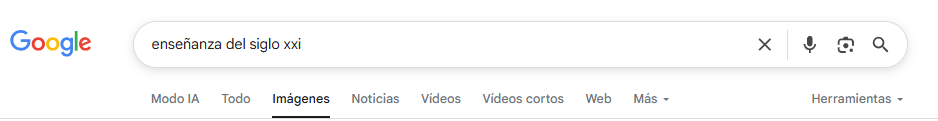 Google enseñanza del siglo xxi
Modo IA Todo Imágenes Noticias Vídeos Vídeos cortos Web Más Herramientas